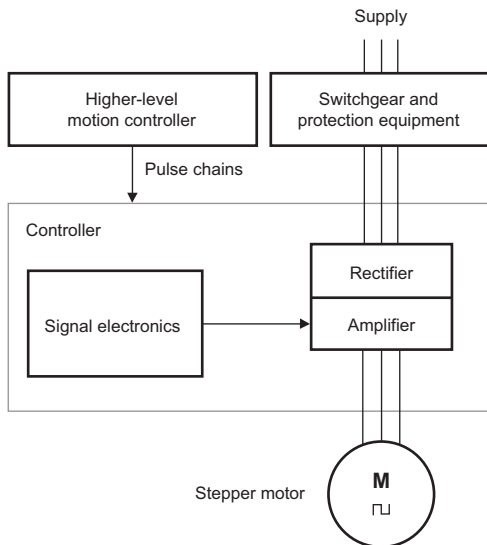 Supply
Higher-level
motion controller
Switchgear and
protection equipment
Pulse chains
Controller
Rectifier
Signal electronics
Amplifier
Stepper motor
M